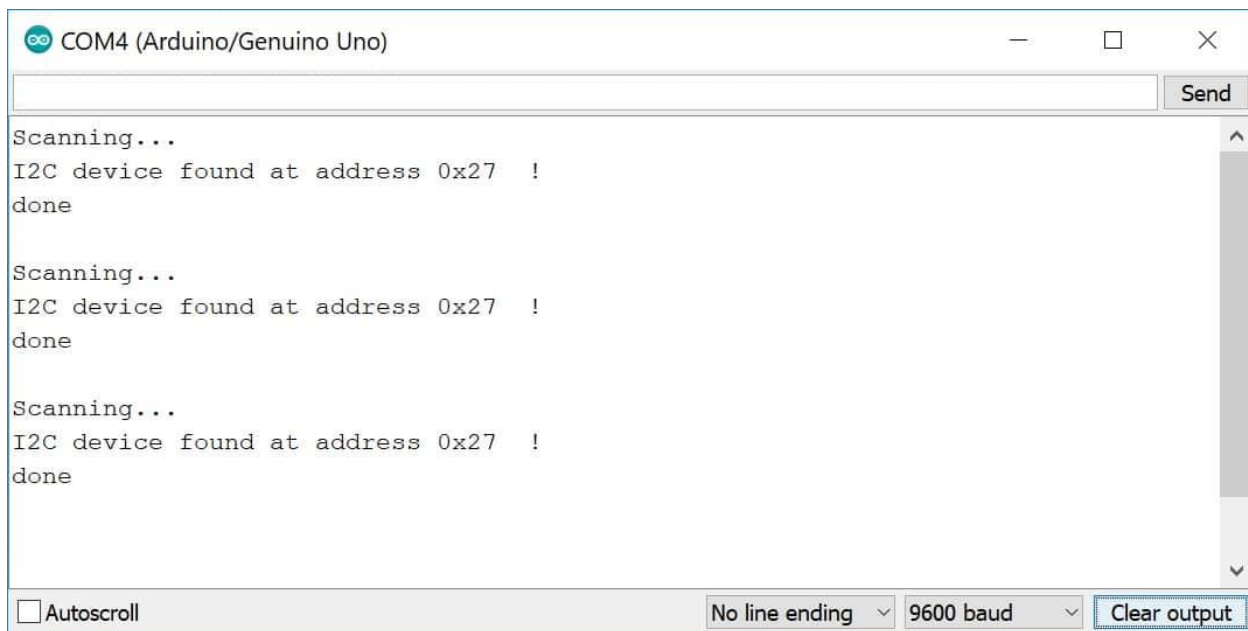 COM4 (Arduino/Genuino Uno)
Send
Scanning...
I2C device found at address 0x27  !
done
Scanning...
I2C device found at address 0x27  !
done
Scanning...
I2C device found at address 0x27  !
done
Autoscroll
No line ending
9600 baud
Clear output